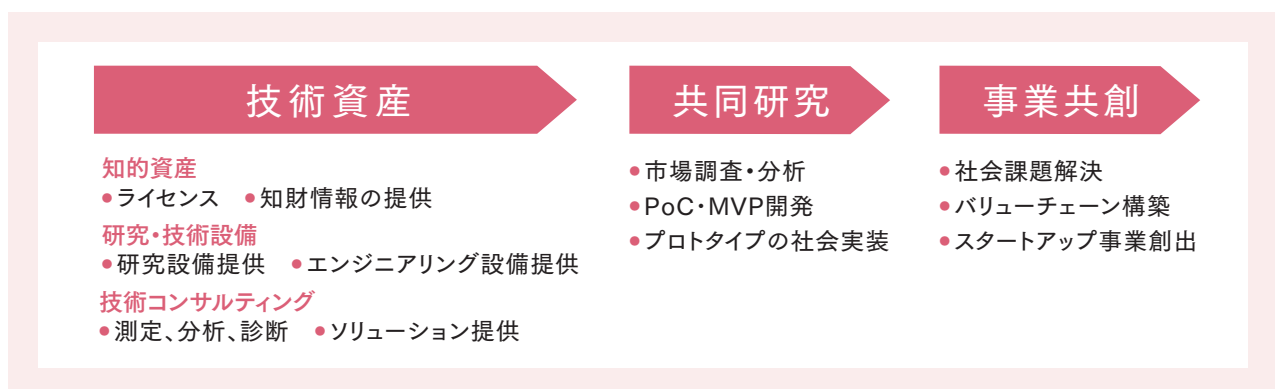 技術資産
知的資産
●ライセンス ●知財情報の提供
研究・技術設備
●研究設備提供 ●エンジニアリング設備提供
技術コンサルティング
●測定、分析、診断 ●ソリューション提供
共同研究
●市場調査・分析
●PoC・MVP開発
●プロトタイプの社会実装
事業共創
●社会課題解決
●バリューチェーン構築
●スタートアップ事業創出